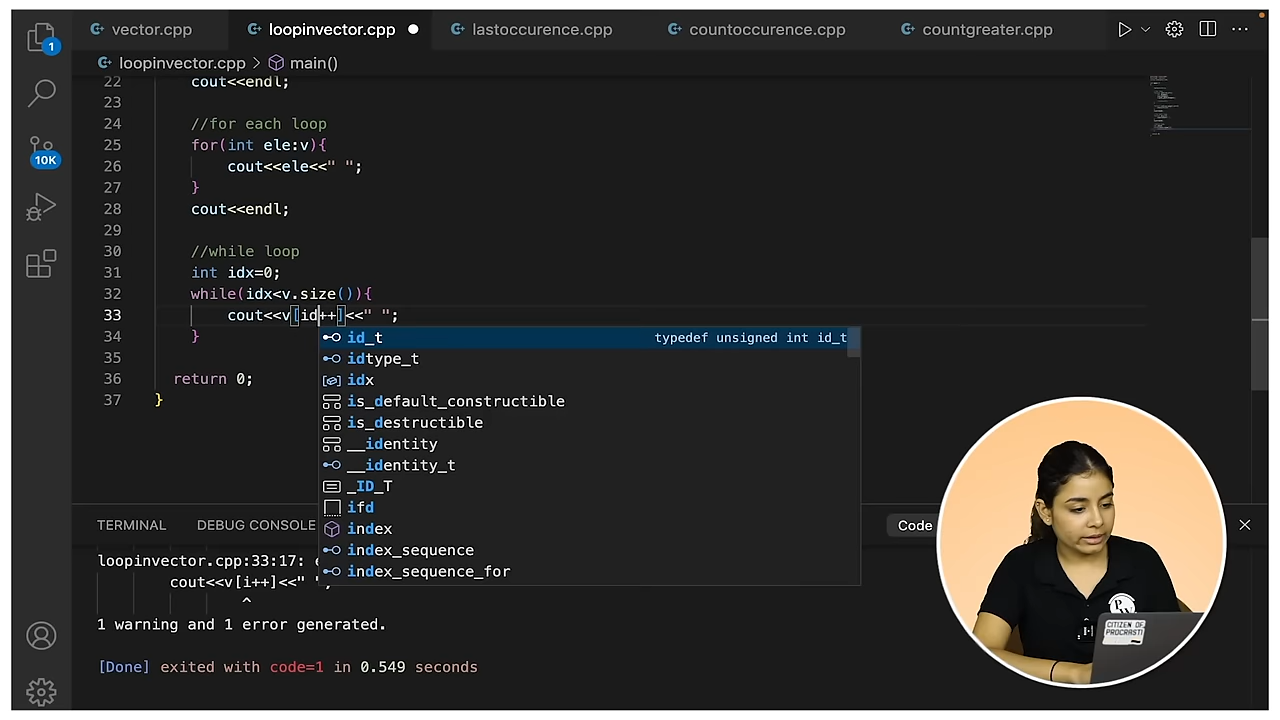 vector.cpp loopinvector.cpp lastoccurence.cpp countoccurence.cpp countgreater.cpp
1
loopinvector.cpp > main()
22 cout<<endl;
23
24 //for each loop
25 for(int ele:v){
26 cout<<ele<<" ";
27 }
28 cout<<endl;
29
30 //while loop
31 int idx=0;
32 while(idx<v.size()){
33 cout<<v[id++]<<" ";
34 }
35
36 return 0;
37 }
10K
id_t typedef unsigned int id_t
idtype_t
idx
is_default_constructible
is_destructible
__identity
__identity_t
_ID_T
ifd
index
index_sequence
index_sequence_for
TERMINAL DEBUG CONSOLE Code
loopinvector.cpp:33:17:
cout<<v[i++]<<" "
^
1 warning and 1 error generated.
[Done] exited with code=1 in 0.549 seconds
PW
CITIZEN OF
PROCRASTI